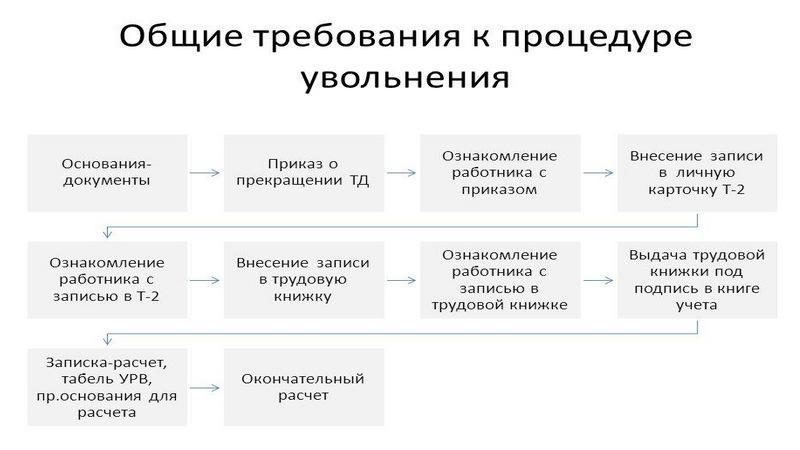 Общие требования к процедуре
увольнения
Основания-
документы
Приказ о
прекращении ТД
Ознакомление
работника с
приказом
Внесение записи
в личную
карточку Т-2
Ознакомление
работника с
записью в Т-2
Внесение записи
в трудовую
книжку
Ознакомление
работника с
записью в
трудовой книжке
Выдача трудовой
книжки под
подпись в книге
учета
Записка-расчет,
табель УРВ,
пр.основания для
расчета
Окончательный
расчет